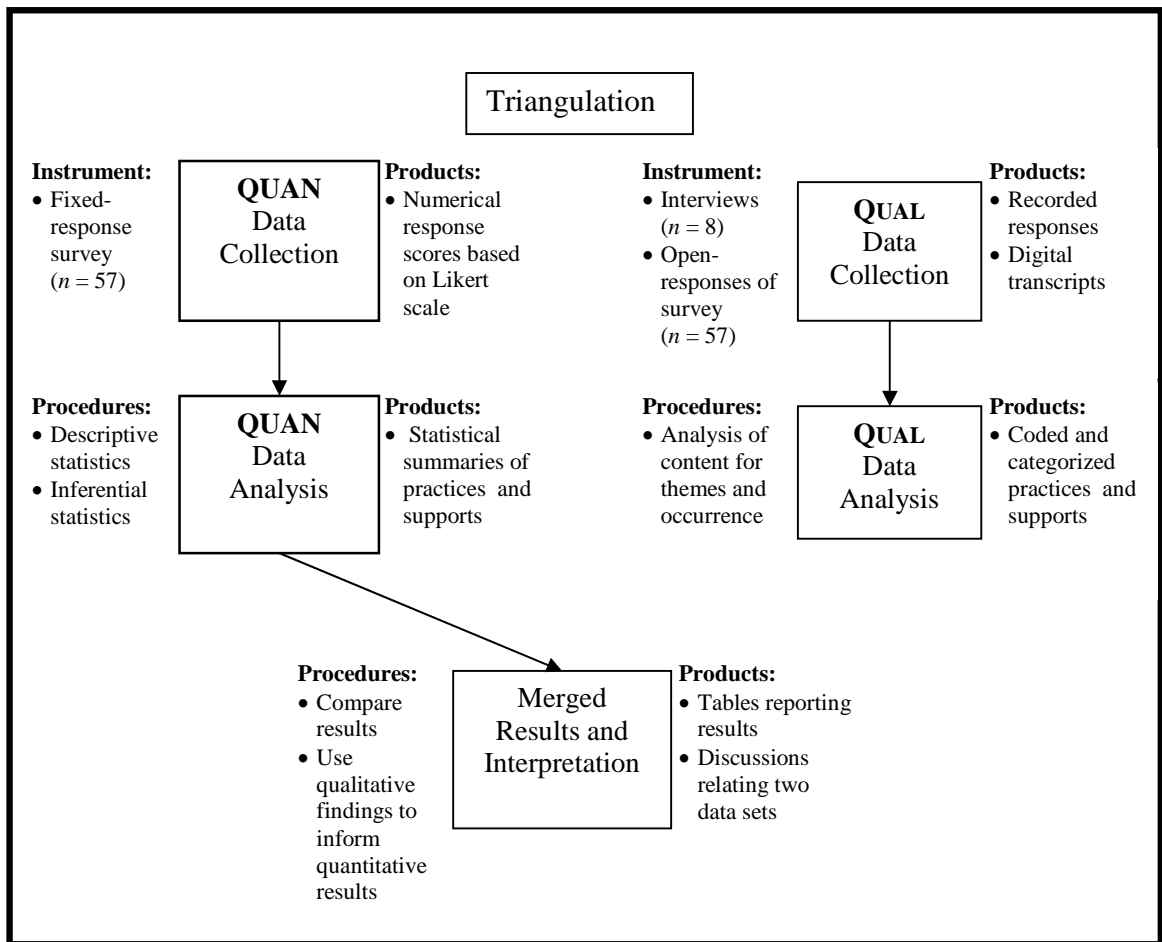 Triangulation
Instrument:
• Fixed-
response
survey
(n = 57)
QUAN
Data
Collection
Products:
• Numerical
response
scores based
on Likert
scale
Instrument:
• Interviews
(n = 8)
• Open-
responses of
survey
(n = 57)
QUAL
Data
Collection
Products:
• Recorded
responses
• Digital
transcripts
Procedures:
• Descriptive
statistics
• Inferential
statistics
QUAN
Data
Analysis
Products:
• Statistical
summaries of
practices and
supports
Procedures:
• Analysis of
content for
themes and
occurrence
QUAL
Data
Analysis
Products:
• Coded and
categorized
practices and
supports
Procedures:
• Compare
results
• Use
qualitative
findings to
inform
quantitative
results
Merged
Results and
Interpretation
Products:
• Tables reporting
results
• Discussions
relating two
data sets